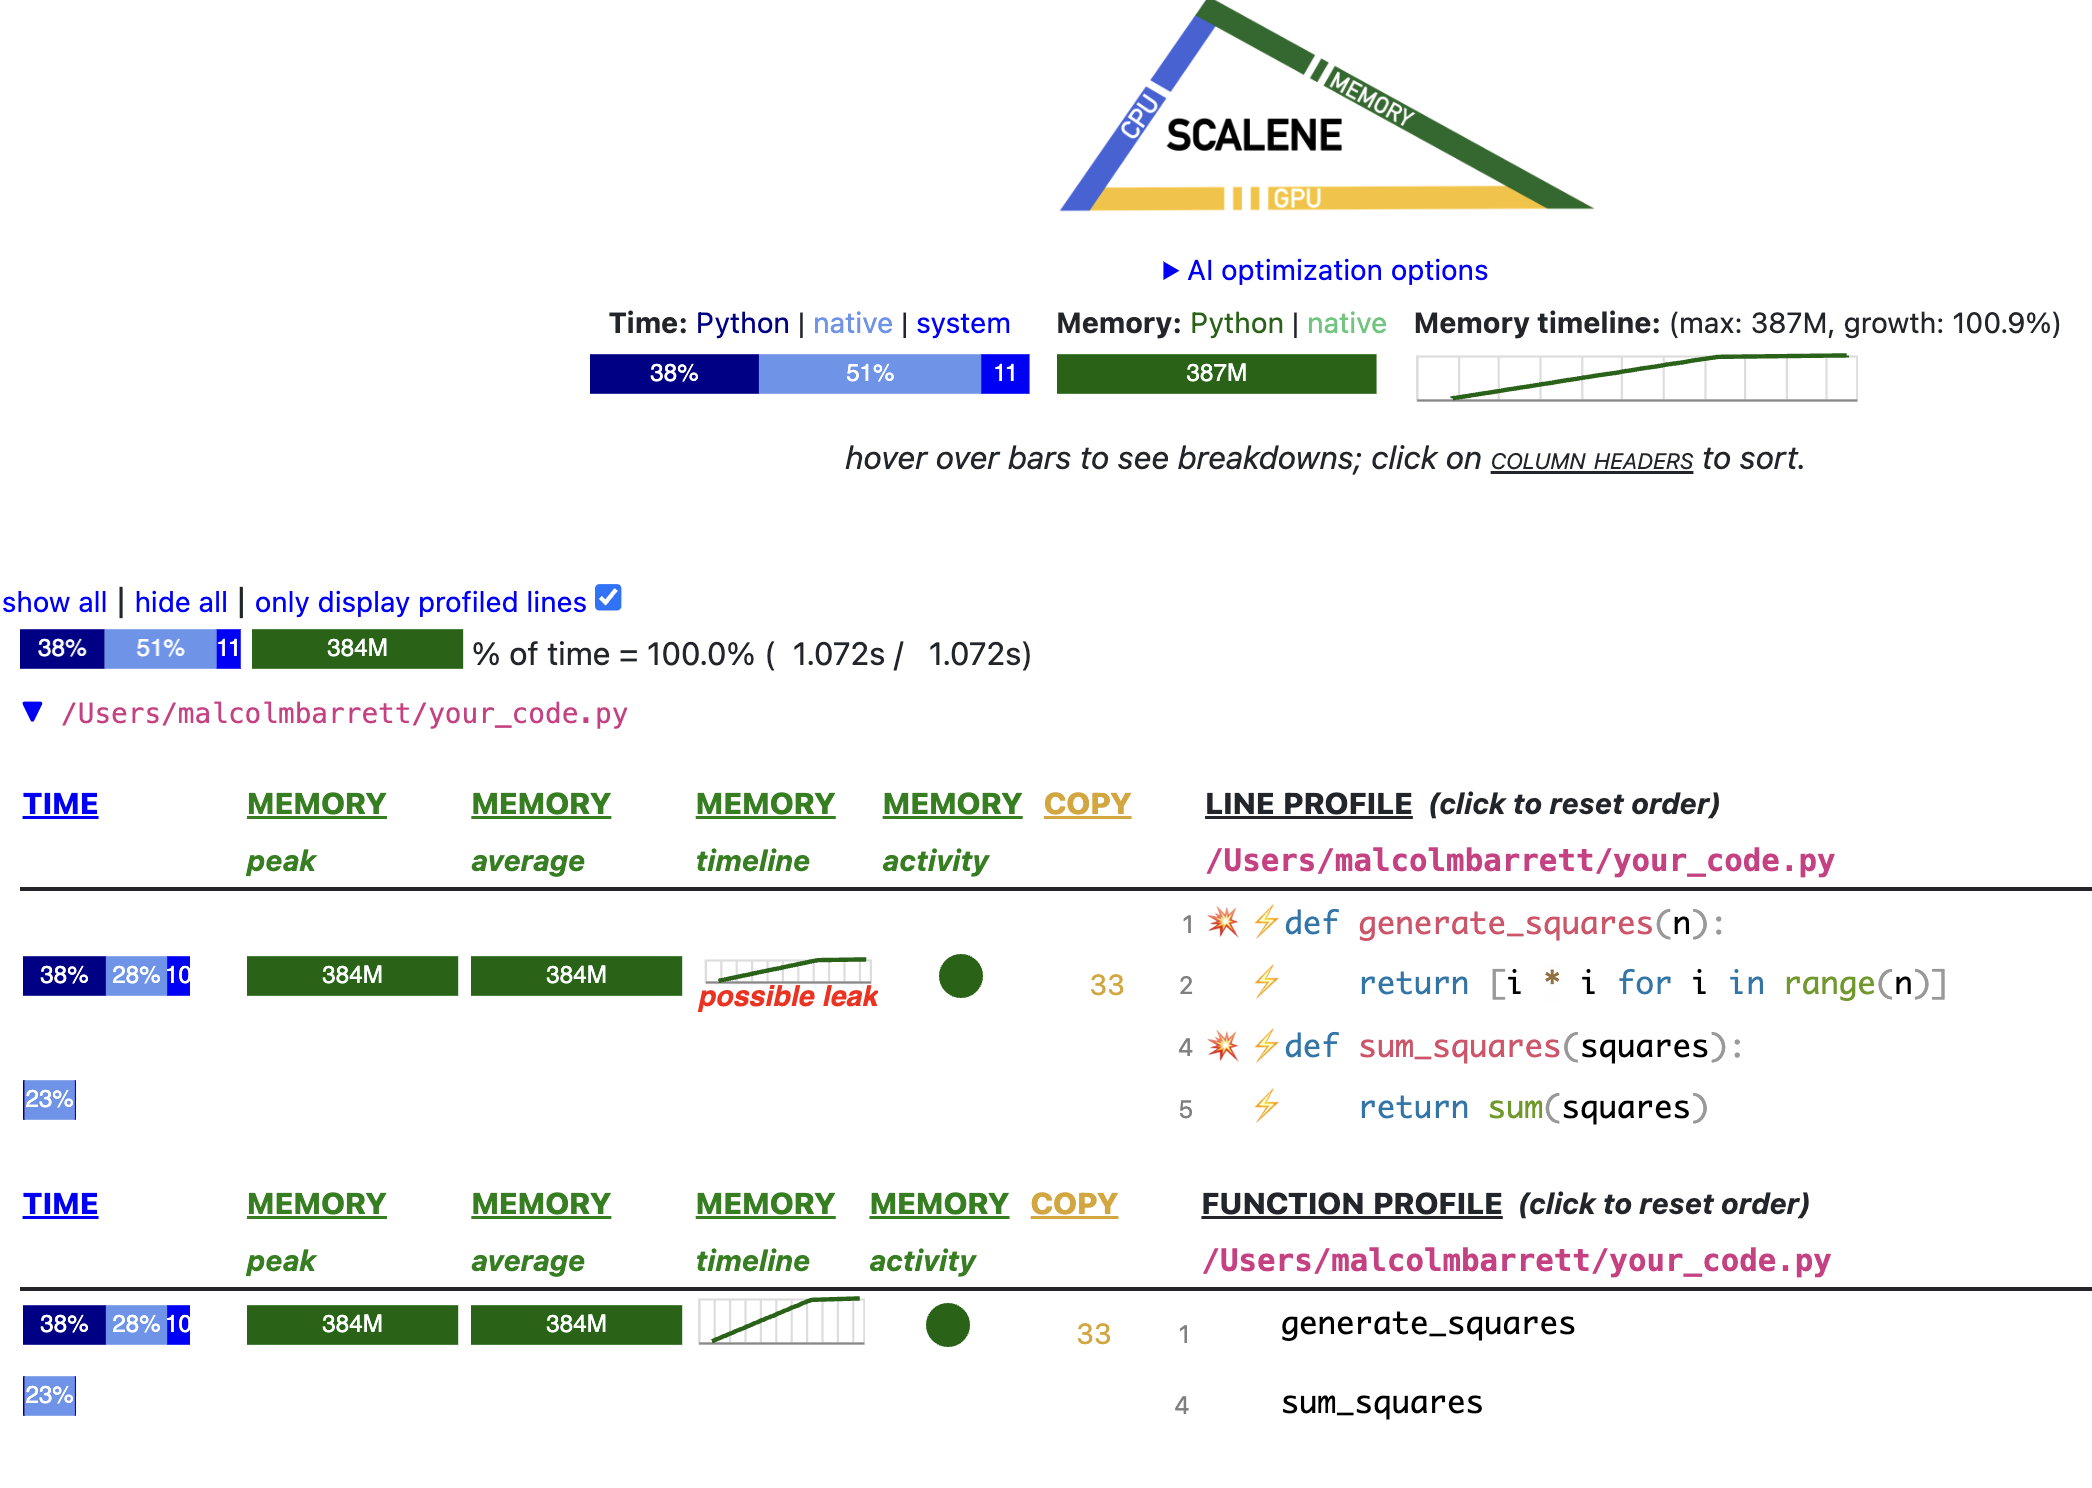 CPU
MEMORY
SCALENE
GPU
▶ AI optimization options
Time: Python | native | system
Memory: Python | native
Memory timeline: (max: 387M, growth: 100.9%)
38% 51% 11
387M
hover over bars to see breakdowns; click on COLUMN HEADERS to sort.
show all | hide all | only display profiled lines
38% 51% 11 384M % of time = 100.0% ( 1.072s / 1.072s)
▼ /Users/malcolmbarrett/your_code.py
TIME MEMORY MEMORY MEMORY MEMORY COPY LINE PROFILE (click to reset order)
peak average timeline activity /Users/malcolmbarrett/your_code.py
1 💥 ⚡def generate_squares(n):
38% 28% 10 384M 384M possible leak 33 2 ⚡ return [i * i for i in range(n)]
4 💥 ⚡def sum_squares(squares):
23% 5 ⚡ return sum(squares)
TIME MEMORY MEMORY MEMORY MEMORY COPY FUNCTION PROFILE (click to reset order)
peak average timeline activity /Users/malcolmbarrett/your_code.py
38% 28% 10 384M 384M 33 1 generate_squares
23% 4 sum_squares